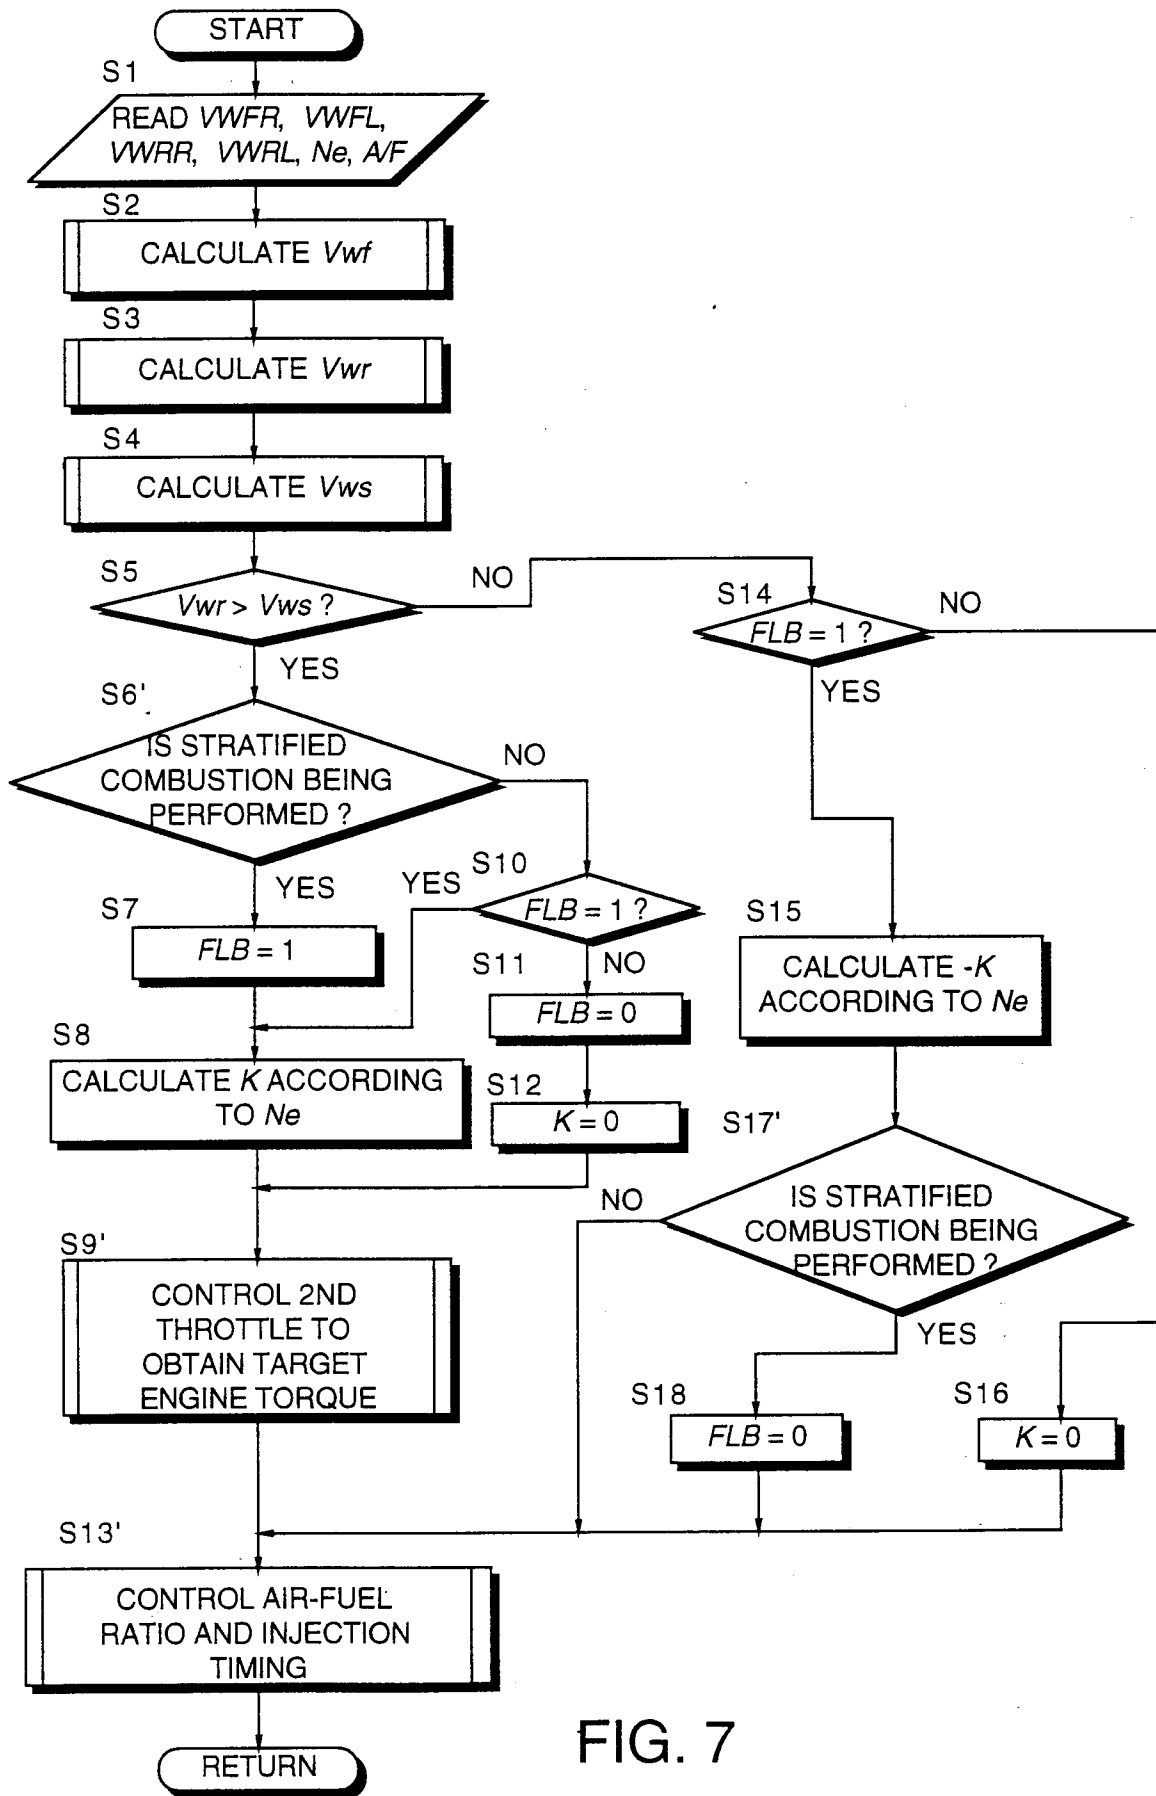 START
S1
READ VWFR, VWFL,
VWRR, VWRL, Ne, A/F
S2
CALCULATE Vwf
S3
CALCULATE Vwr
S4
CALCULATE Vws
S5
Vwr > Vws ?
NO
YES
S14
FLB = 1 ?
NO
YES
S6'
IS STRATIFIED
COMBUSTION BEING
PERFORMED ?
NO
YES
S10
FLB = 1 ?
YES
NO
S7
FLB = 1
S11
FLB = 0
S15
CALCULATE -K
ACCORDING TO Ne
S8
CALCULATE K ACCORDING
TO Ne
S12
K = 0
S17'
IS STRATIFIED
COMBUSTION BEING
PERFORMED ?
NO
YES
S9'
CONTROL 2ND
THROTTLE TO
OBTAIN TARGET
ENGINE TORQUE
S18
FLB = 0
S16
K = 0
S13'
CONTROL AIR-FUEL
RATIO AND INJECTION
TIMING
RETURN
FIG. 7